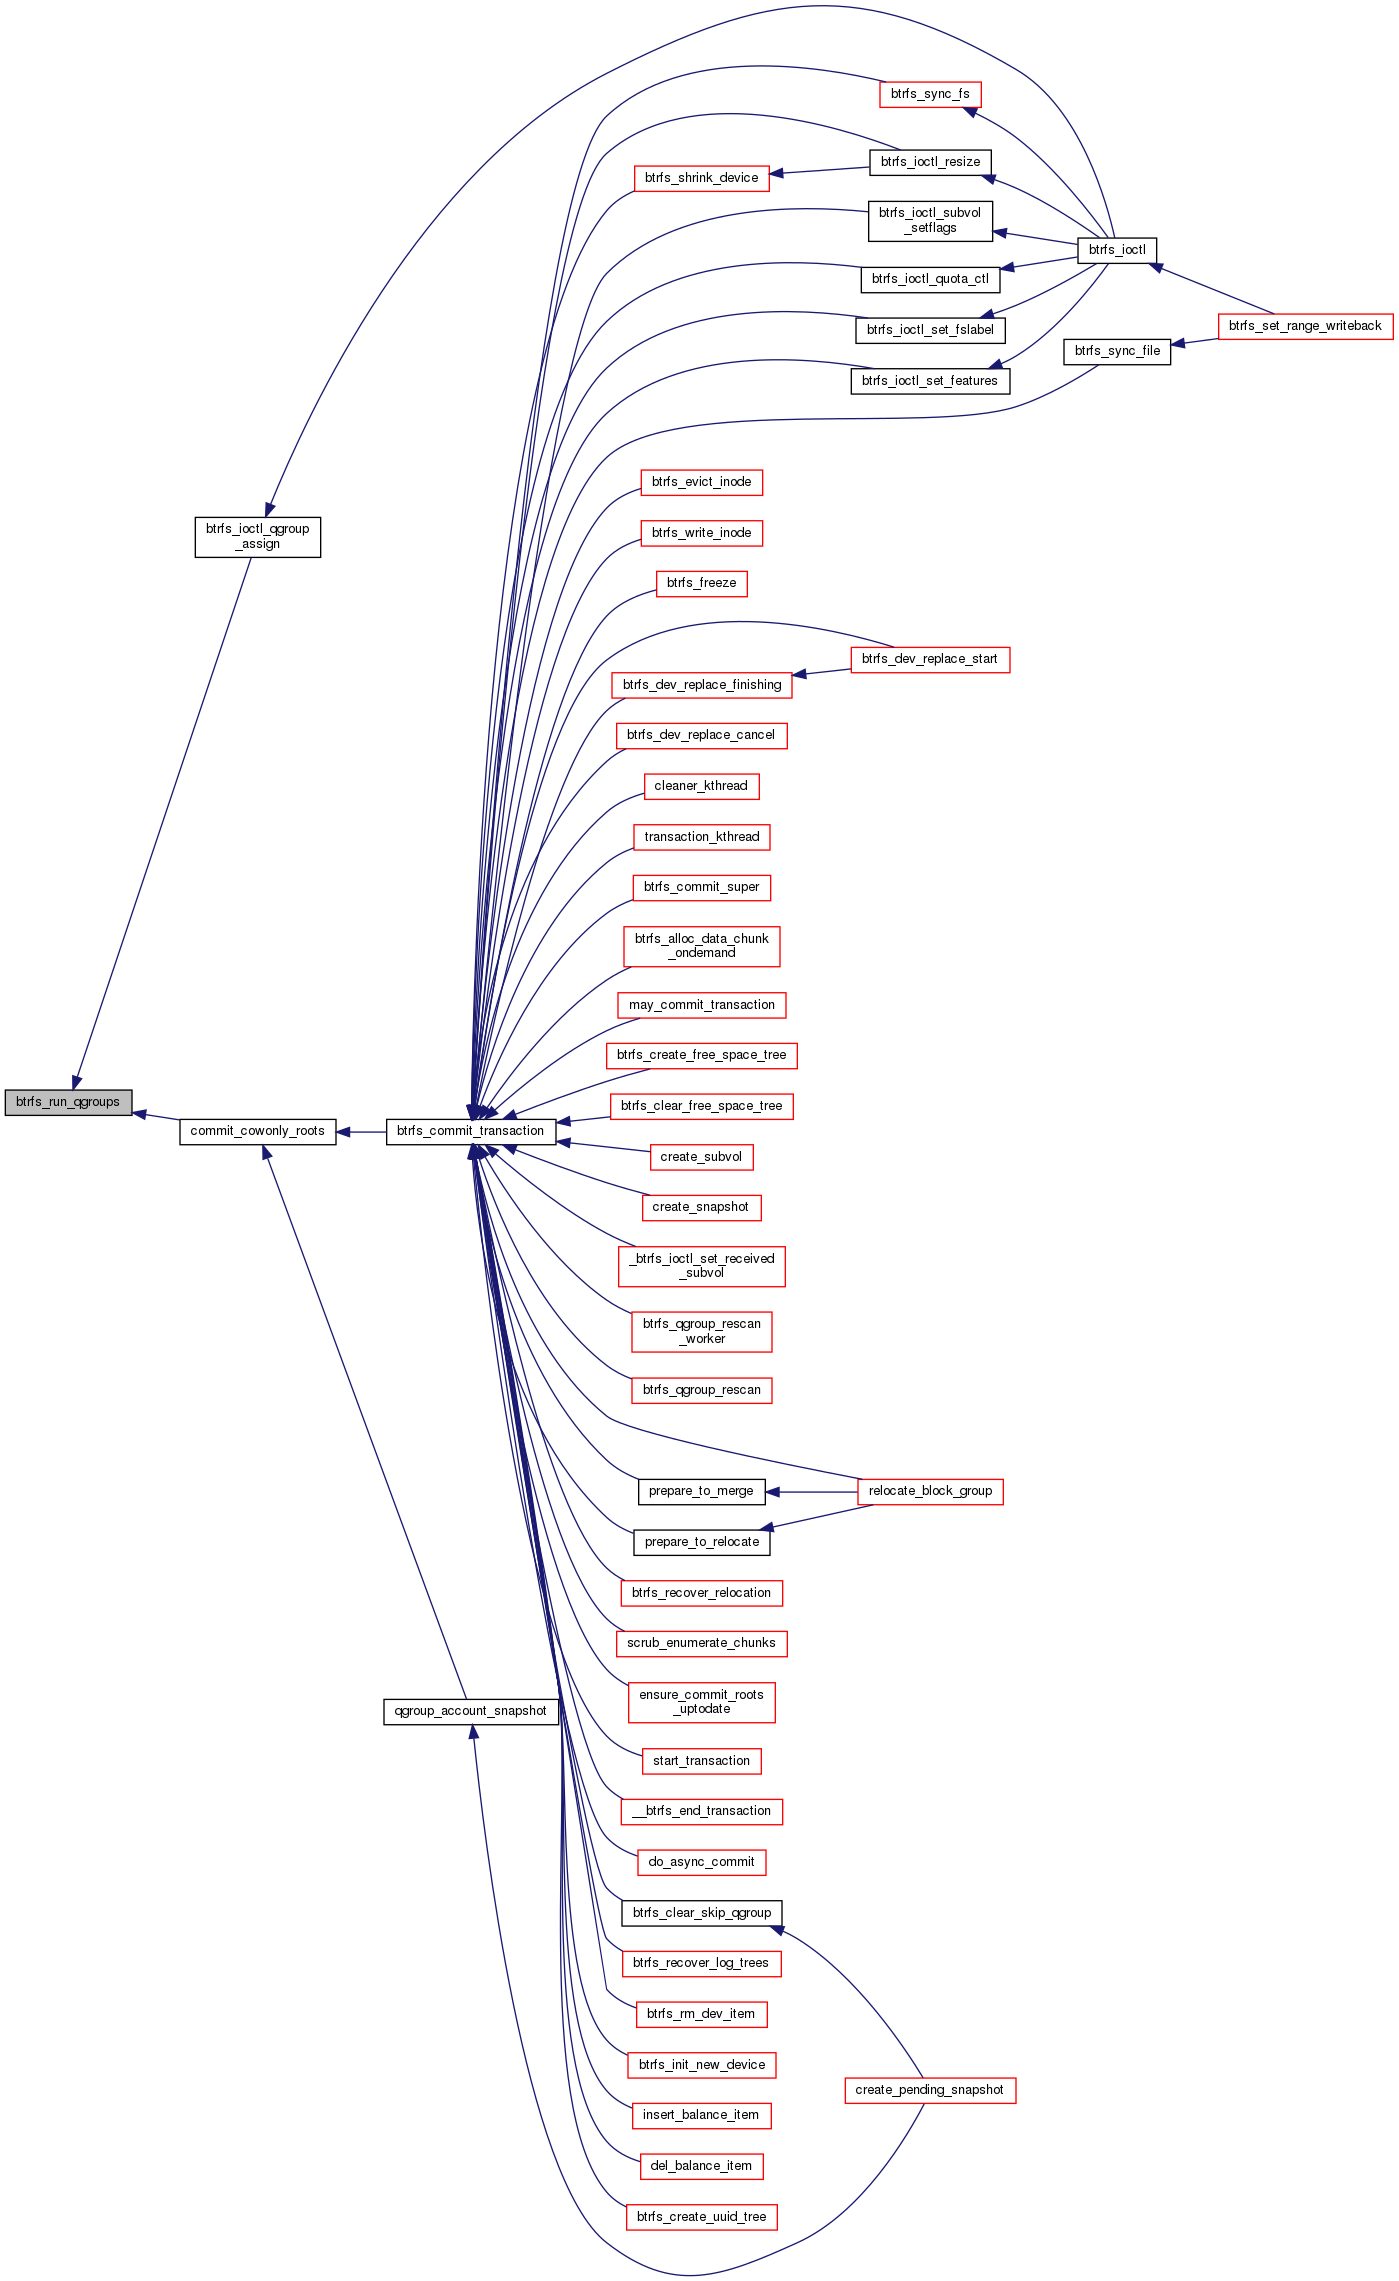 btrfs_sync_fs
btrfs_ioctl_resize
btrfs_shrink_device
btrfs_ioctl_subvol
_setflags
btrfs_ioctl
btrfs_ioctl_quota_ctl
btrfs_ioctl_set_fslabel
btrfs_set_range_writeback
btrfs_sync_file
btrfs_ioctl_set_features
btrfs_evict_inode
btrfs_ioctl_qgroup
_assign
btrfs_write_inode
btrfs_freeze
btrfs_dev_replace_start
btrfs_dev_replace_finishing
btrfs_dev_replace_cancel
cleaner_kthread
transaction_kthread
btrfs_commit_super
btrfs_alloc_data_chunk
_ondemand
may_commit_transaction
btrfs_create_free_space_tree
btrfs_run_qgroups
btrfs_clear_free_space_tree
commit_cowonly_roots
btrfs_commit_transaction
create_subvol
create_snapshot
_btrfs_ioctl_set_received
_subvol
btrfs_qgroup_rescan
_worker
btrfs_qgroup_rescan
prepare_to_merge
relocate_block_group
prepare_to_relocate
btrfs_recover_relocation
scrub_enumerate_chunks
ensure_commit_roots
_uptodate
qgroup_account_snapshot
start_transaction
__btrfs_end_transaction
do_async_commit
btrfs_clear_skip_qgroup
btrfs_recover_log_trees
btrfs_rm_dev_item
btrfs_init_new_device
create_pending_snapshot
insert_balance_item
del_balance_item
btrfs_create_uuid_tree